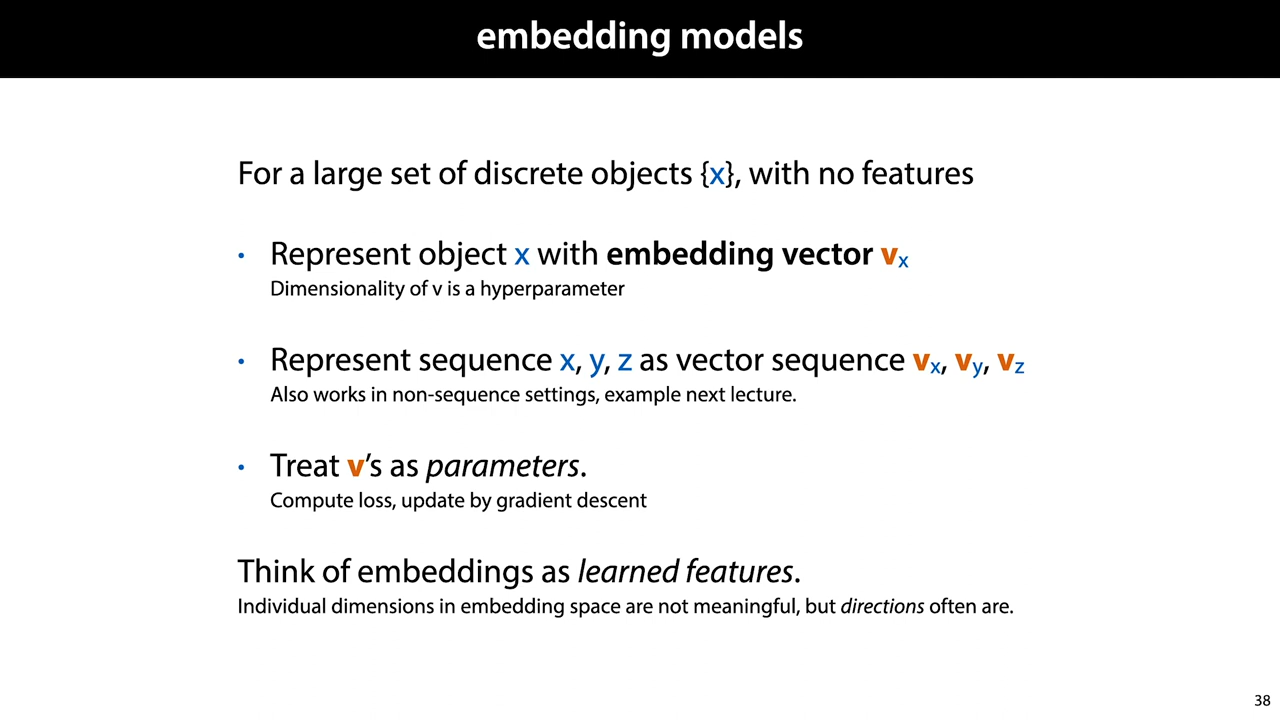 embedding models
For a large set of discrete objects {x}, with no features
• Represent object x with embedding vector vx
Dimensionality of v is a hyperparameter
• Represent sequence x, y, z as vector sequence vx, vy, vz
Also works in non-sequence settings, example next lecture.
• Treat v's as parameters.
Compute loss, update by gradient descent
Think of embeddings as learned features.
Individual dimensions in embedding space are not meaningful, but directions often are.
38